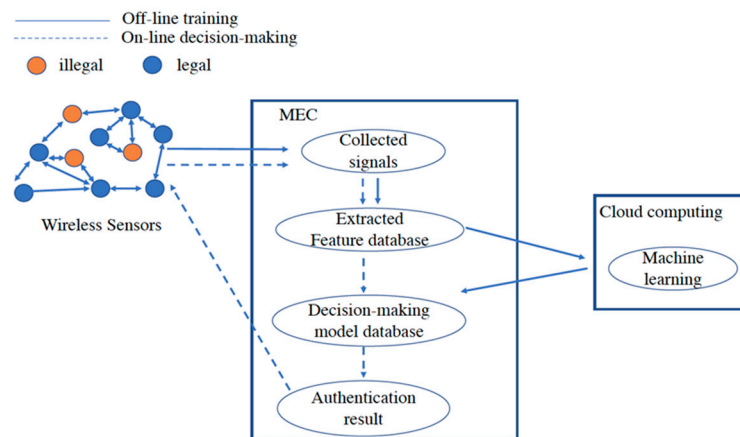 Off-line training
On-line decision-making
illegal
legal
Wireless Sensors
MEC
Collected
signals
Extracted
Feature database
Decision-making
model database
Authentication
result
Cloud computing
Machine
learning